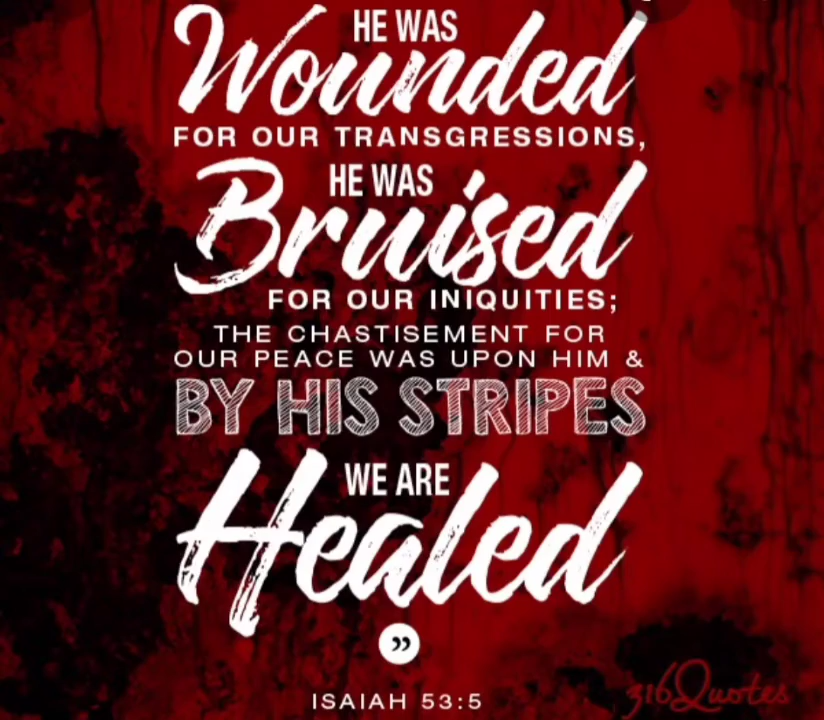 HE WAS
Wounded
FOR OUR TRANSGRESSIONS,
HE WAS
Bruised
FOR OUR INIQUITIES;
THE CHASTISEMENT FOR
OUR PEACE WAS UPON HIM &
BY HIS STRIPES
WE ARE
Healed
”
ISAIAH 53:5
316Quotes